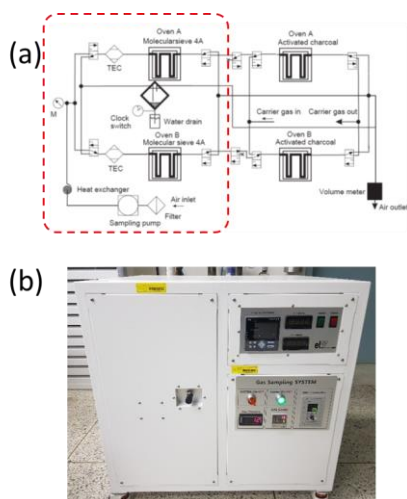 (a)
Oven A
Molecularsieve 4A
Oven A
Activated charcoal
TEC
M
Clock
switch
Water drain
Carrier gas in
Carrier gas out
Oven B
Molecular sieve 4A
Oven B
Activated charcoal
TEC
Heat exchanger
Air inlet
Filter
Sampling pump
Volume meter
Air outlet
(b)
Gas Sampling SYSTEM